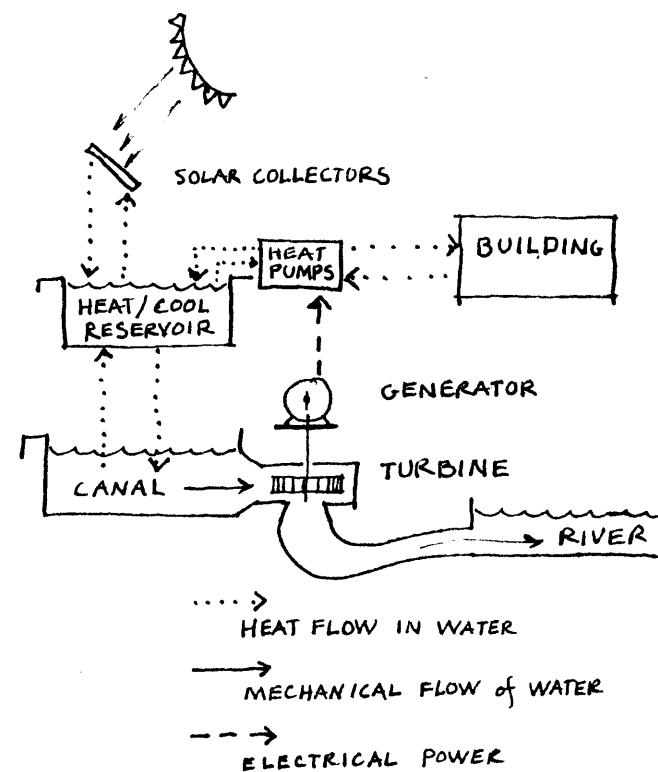 SOLAR COLLECTORS
HEAT
PUMPS
BUILDING
HEAT/COOL
RESERVOIR
GENERATOR
TURBINE
CANAL
RIVER
HEAT FLOW IN WATER
MECHANICAL FLOW of WATER
ELECTRICAL POWER